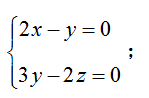 2x − y = 0
3y − 2z = 0 ;